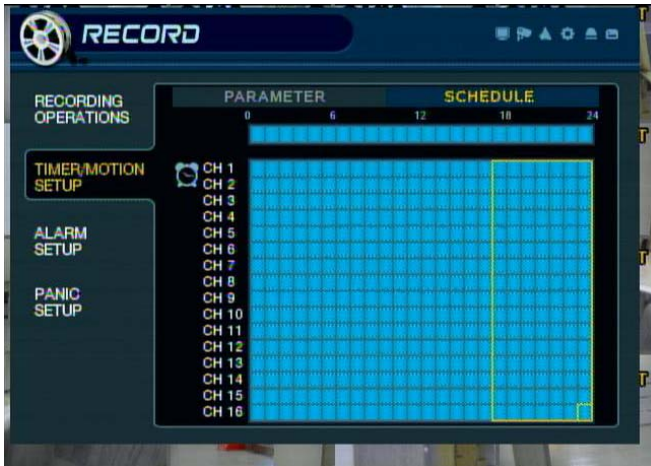 RECORD
RECORDING
OPERATIONS
TIMER/MOTION
SETUP
ALARM
SETUP
PANIC
SETUP
PARAMETER SCHEDULE
0 6 12 18 24
CH 1
CH 2
CH 3
CH 4
CH 5
CH 6
CH 7
CH 8
CH 9
CH 10
CH 11
CH 12
CH 13
CH 14
CH 15
CH 16
T
T
T
T